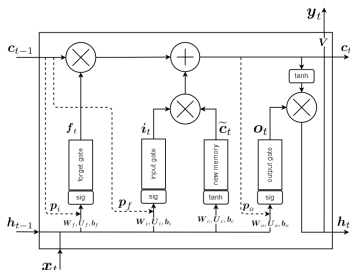 y_t
V
c_{t-1}
c_t
tanh
f_t
i_t
c̃_t
o_t
forget gate
input gate
new memory
output gate
sig
sig
tanh
sig
p_i
p_f
p_o
h_{t-1}
W_f, U_f, b_f
W_i, U_i, b_i
W_c, U_c, b_c
W_o, U_o, b_o
h_t
x_t